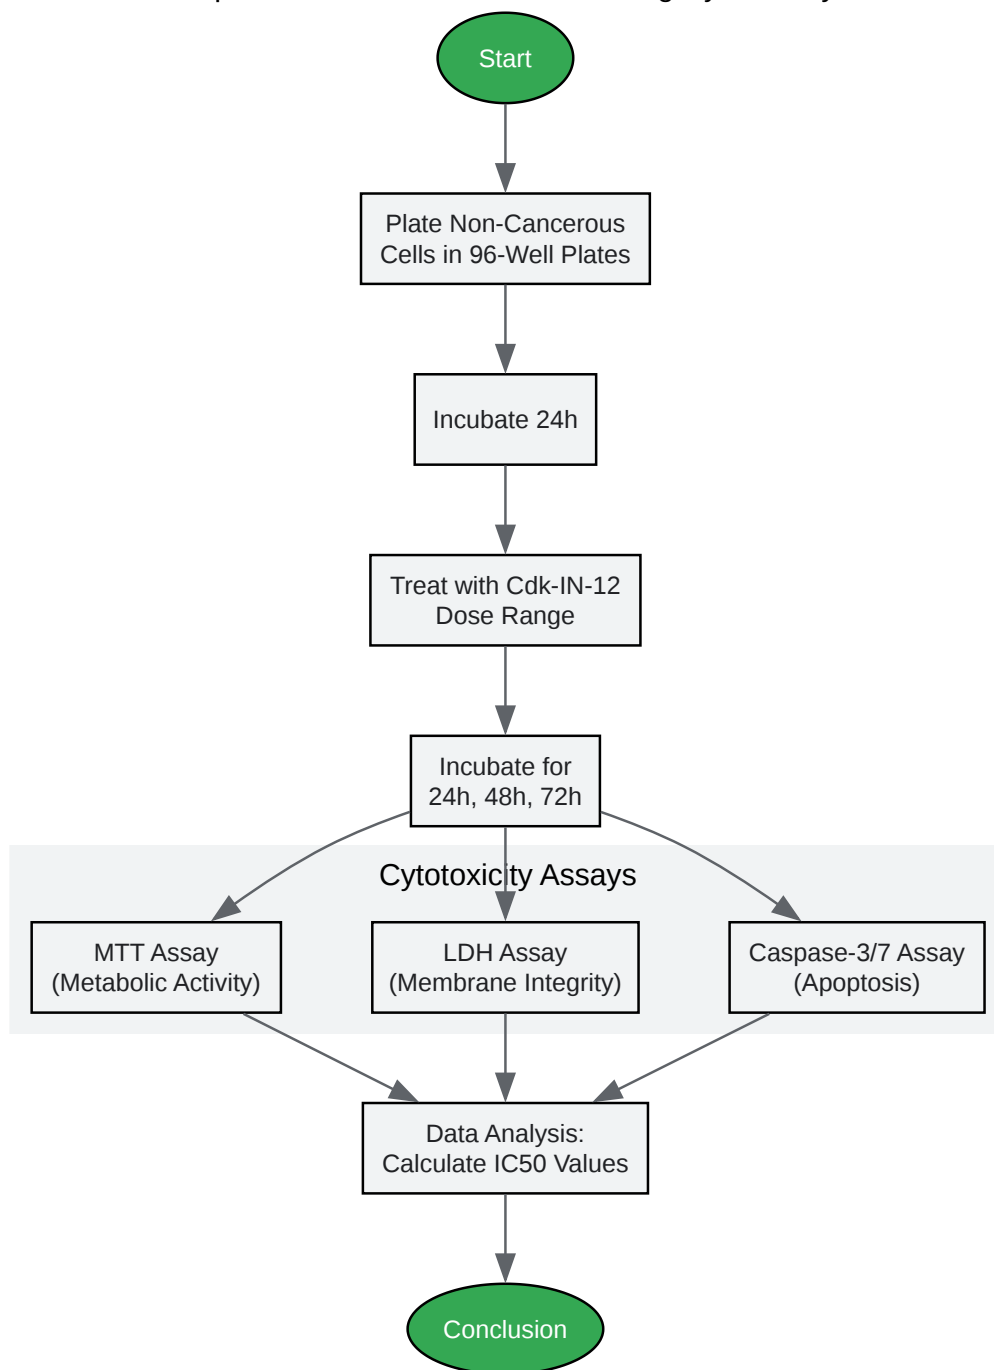 Start
Plate Non-Cancerous
Cells in 96-Well Plates
Incubate 24h
Treat with Cdk-IN-12
Dose Range
Incubate for
24h, 48h, 72h
Cytotoxicity Assays
MTT Assay
(Metabolic Activity)
LDH Assay
(Membrane Integrity)
Caspase-3/7 Assay
(Apoptosis)
Data Analysis:
Calculate IC50 Values
Conclusion